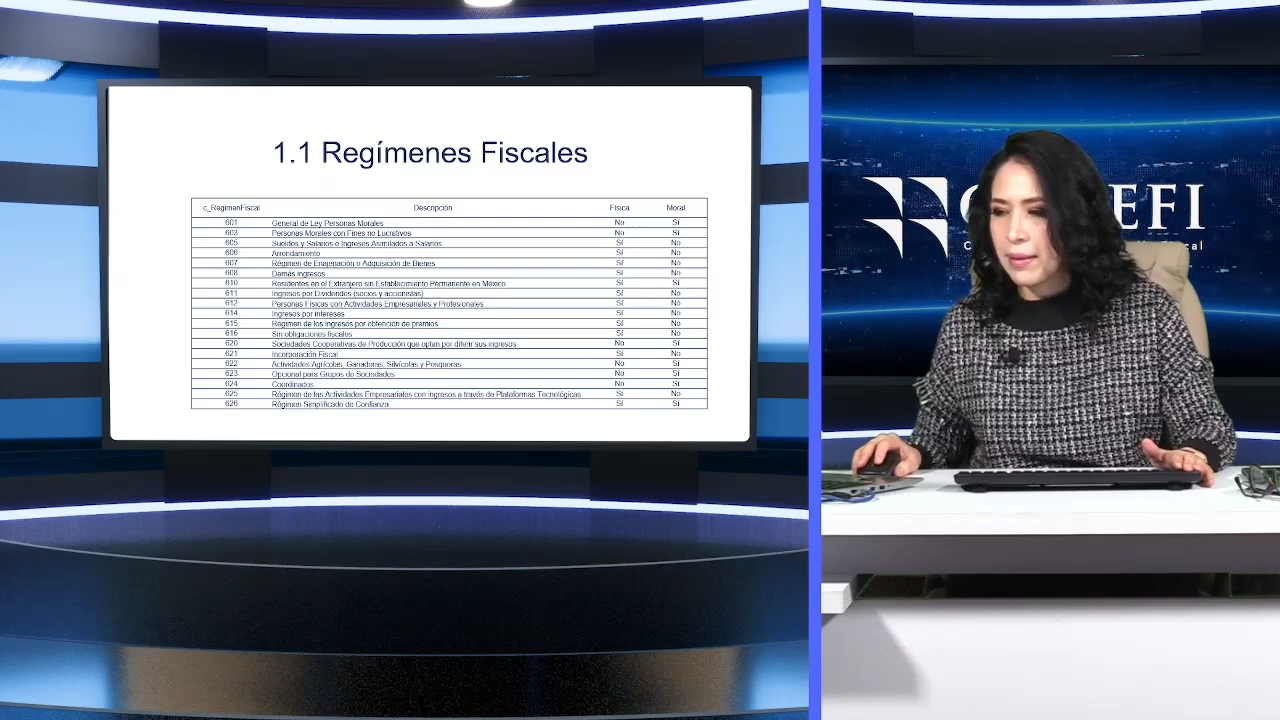 1.1 Regímenes Fiscales
c_RegimenFiscal Descripción Física Moral
601 General de Ley Personas Morales No Sí
603 Personas Morales con Fines no Lucrativos No Sí
605 Sueldos y Salarios e Ingresos Asimilados a Salarios Sí No
606 Arrendamiento Sí No
607 Régimen de Enajenación o Adquisición de Bienes Sí No
608 Demás ingresos Sí No
610 Residentes en el Extranjero sin Establecimiento Permanente en México Sí Sí
611 Ingresos por Dividendos (socios y accionistas) Sí No
612 Personas Físicas con Actividades Empresariales y Profesionales Sí No
614 Ingresos por intereses Sí No
615 Régimen de los ingresos por obtención de premios Sí No
616 Sin obligaciones fiscales Sí No
620 Sociedades Cooperativas de Producción que optan por diferir sus ingresos No Sí
621 Incorporación Fiscal Sí No
622 Actividades Agrícolas, Ganaderas, Silvícolas y Pesqueras No Sí
623 Opcional para Grupos de Sociedades No Sí
624 Coordinados No Sí
625 Régimen de las Actividades Empresariales con ingresos a través de Plataformas Tecnológicas Sí No
626 Régimen Simplificado de Confianza Sí Sí